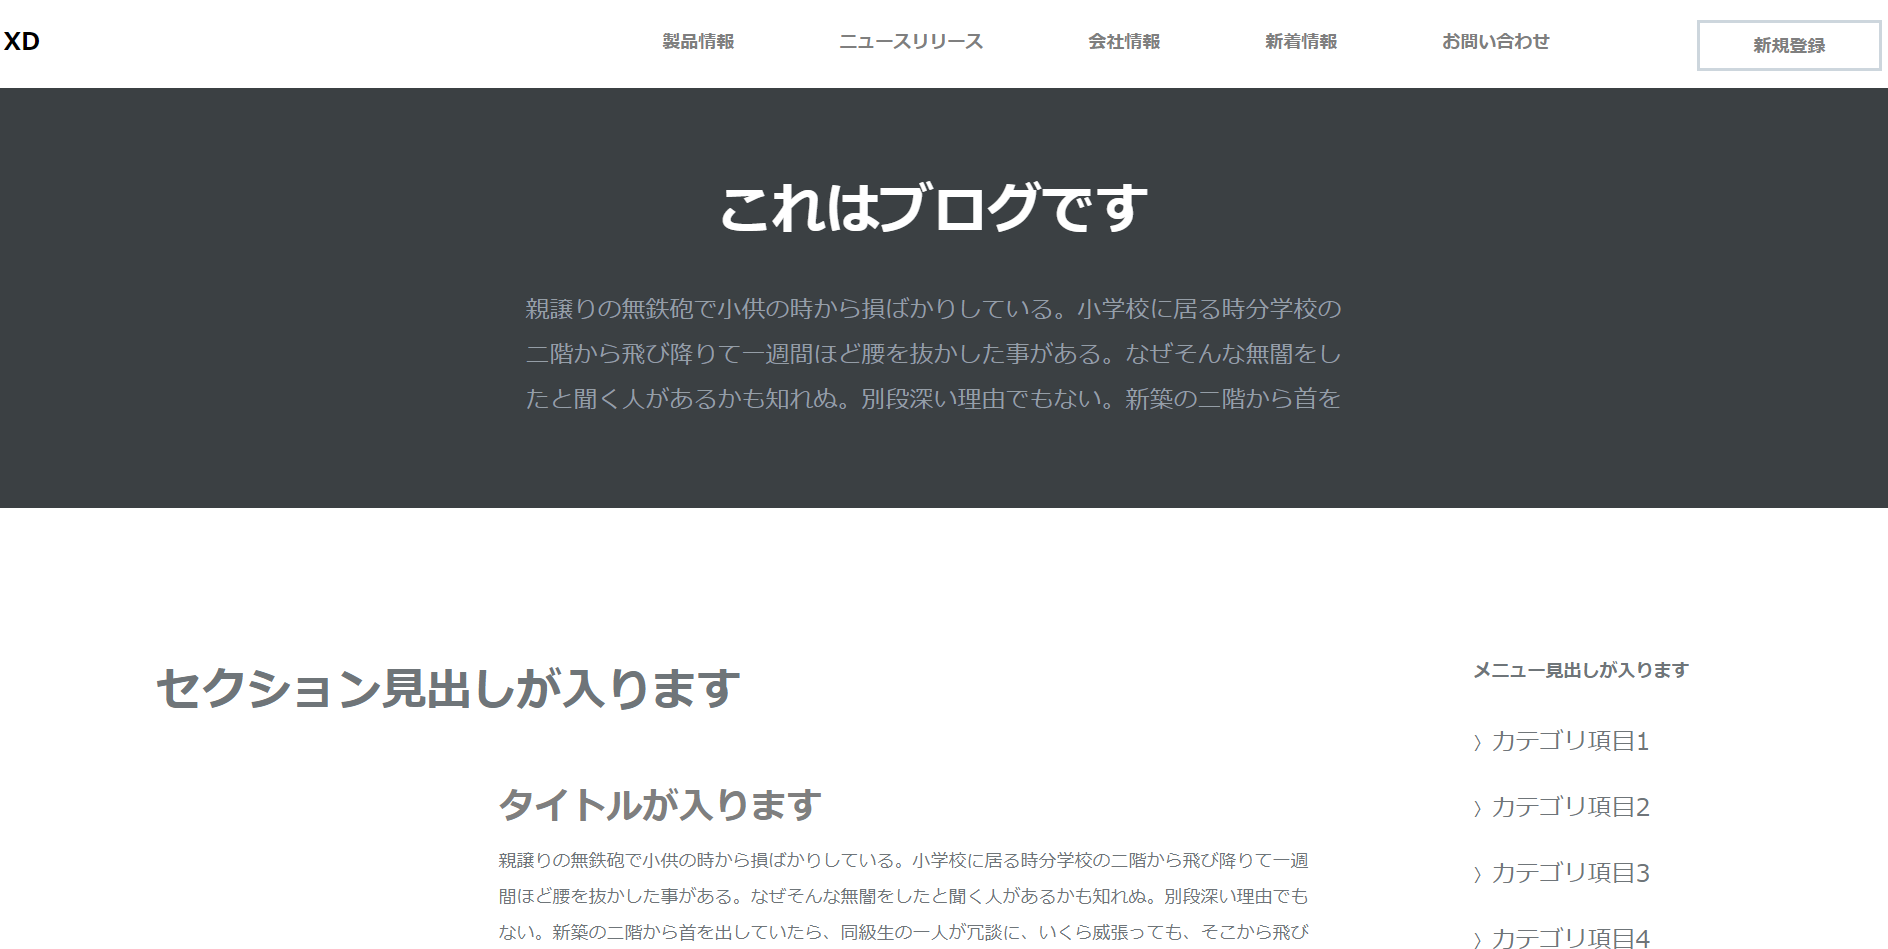 XD
製品情報
ニュースリリース
会社情報
新着情報
お問い合わせ
新規登録
これはブログです
親譲りの無鉄砲で小供の時から損ばかりしている。小学校に居る時分学校の
二階から飛び降りて一週間ほど腰を抜かした事がある。なぜそんな無闇をし
たと聞く人があるかも知れぬ。別段深い理由でもない。新築の二階から首を
セクション見出しが入ります
タイトルが入ります
親譲りの無鉄砲で小供の時から損ばかりしている。小学校に居る時分学校の二階から飛び降りて一週
間ほど腰を抜かした事がある。なぜそんな無闇をしたと聞く人があるかも知れぬ。別段深い理由でも
ない。新築の二階から首を出していたら、同級生の一人が冗談に、いくら威張っても、そこから飛び
メニュー見出しが入ります
〉カテゴリ項目1
〉カテゴリ項目2
〉カテゴリ項目3
〉カテゴリ項目4